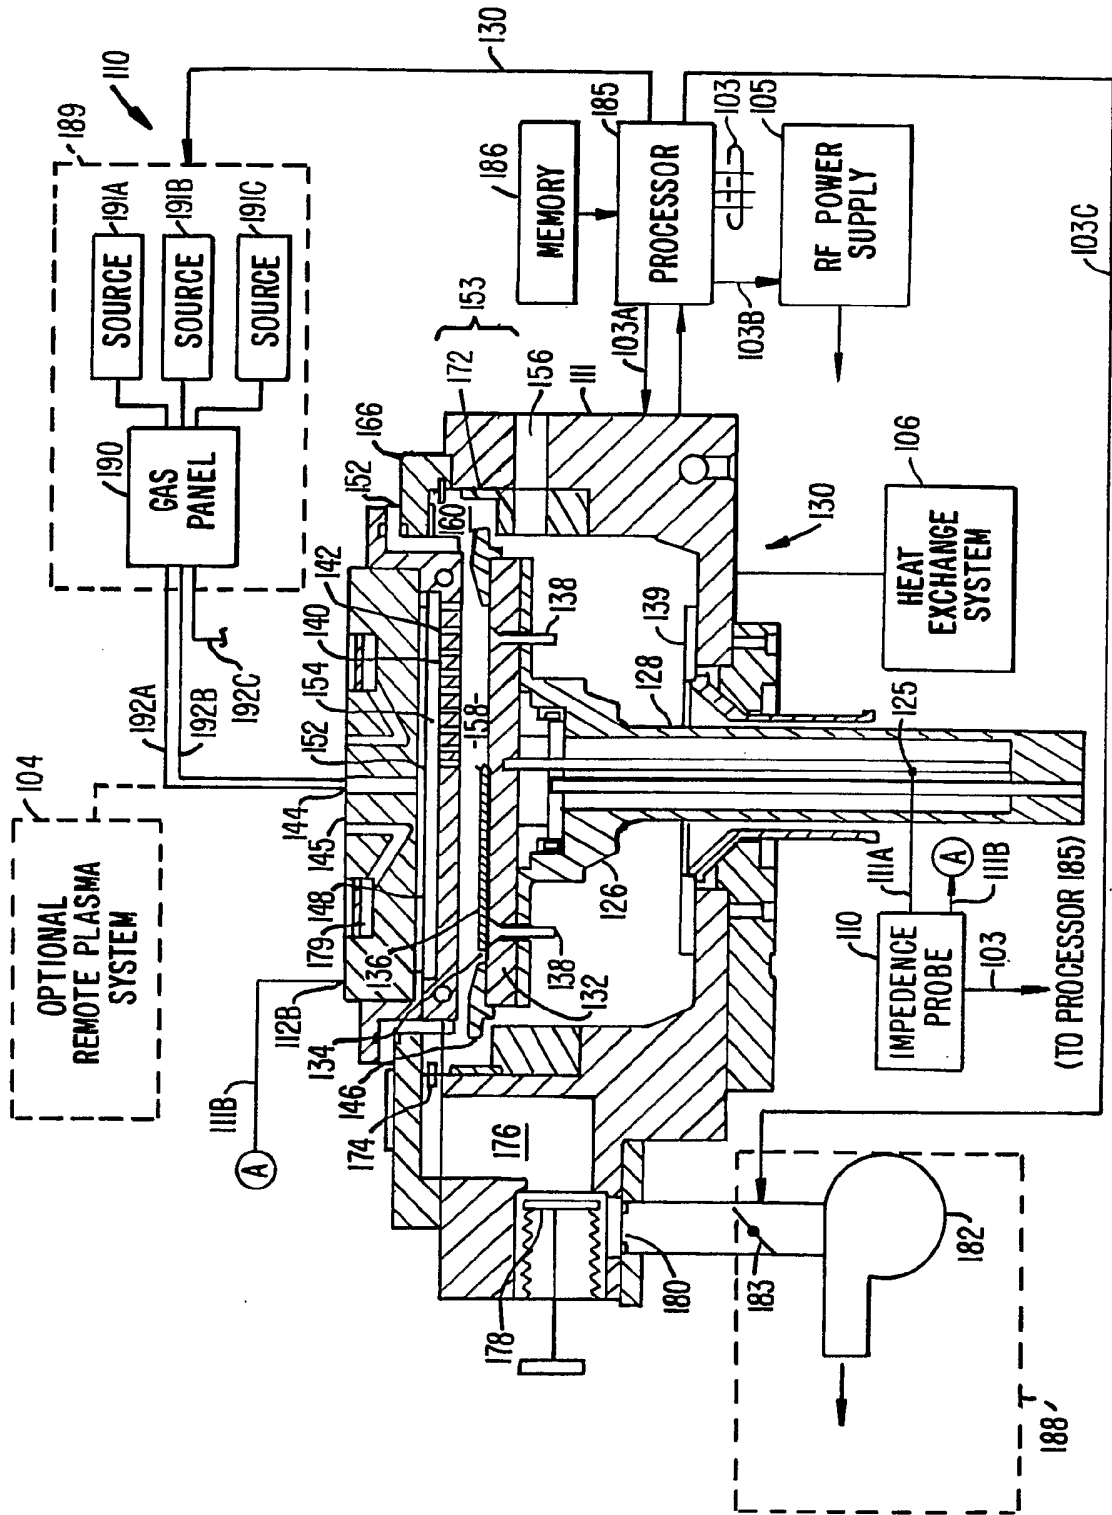 104
OPTIONAL
REMOTE PLASMA
SYSTEM
192A
192B
192C
190
GAS
PANEL
189
110
SOURCE
191A
SOURCE
191B
SOURCE
191C
A
111B
112B
179
148
145
144
152
154
140
142
152
166
134
136
146
174
160
172
153
156
111
158
176
178
180
183
182
188'
132
138
138
126
128
139
130
125
130
MEMORY
186
PROCESSOR
185
103
103A
103B
RF POWER
SUPPLY
105
103C
HEAT
EXCHANGE
SYSTEM
106
110
IMPEDENCE
PROBE
111A
A
111B
103
(TO PROCESSOR 185)